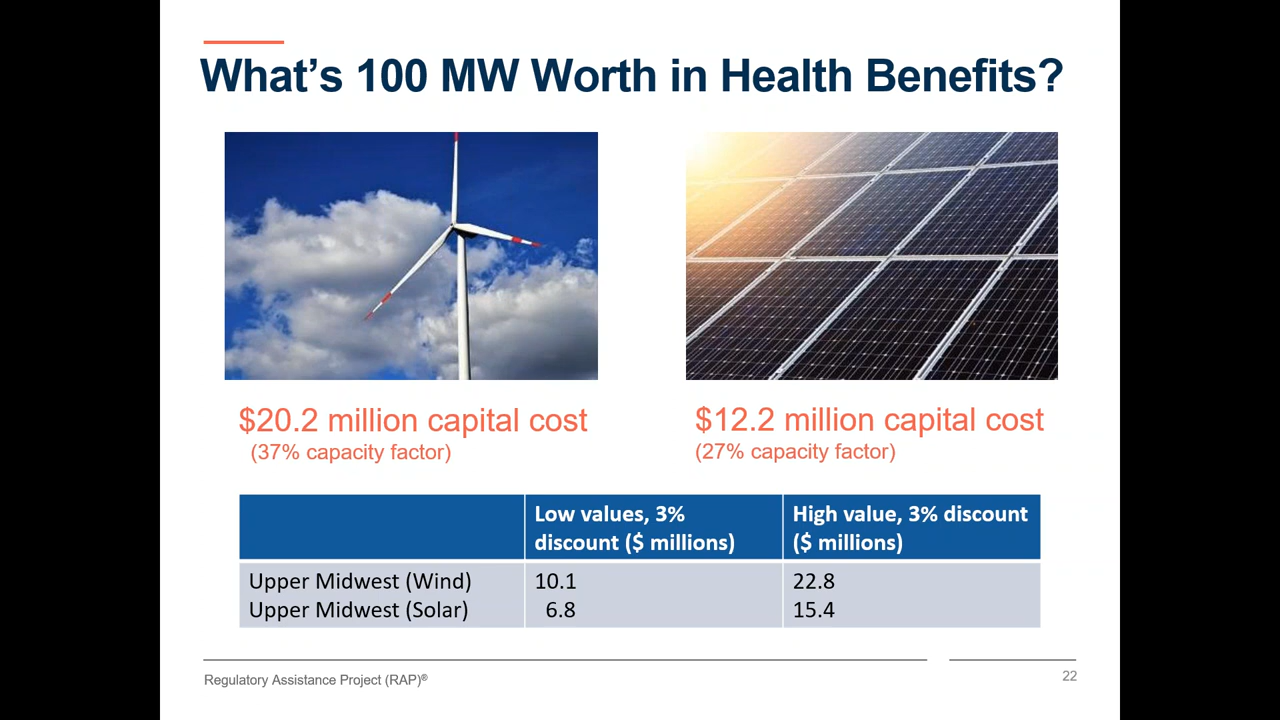 What's 100 MW Worth in Health Benefits?
$20.2 million capital cost
(37% capacity factor)
$12.2 million capital cost
(27% capacity factor)
Low values, 3%
discount ($ millions)
High value, 3% discount
($ millions)
Upper Midwest (Wind) 10.1 22.8
Upper Midwest (Solar) 6.8 15.4
Regulatory Assistance Project (RAP)®
22